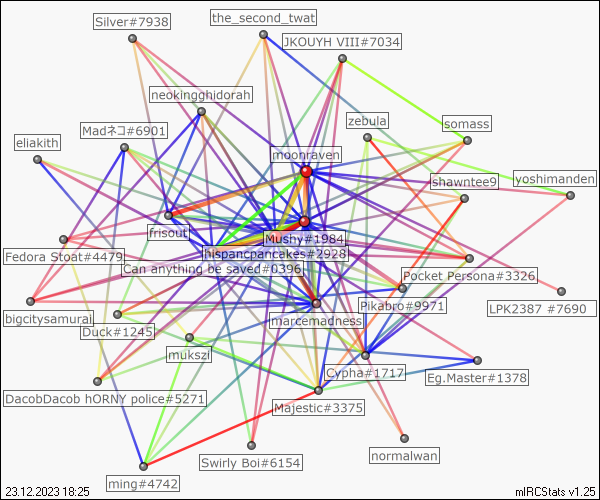 Silver#7938
the_second_twat
JKOUYH VIII#7034
neokingghidorah
zebula
somass
Madネコ#6901
eliakith
moonraven
shawntee9
yoshimanden
frisout
Mushy#1984
Fedora Stoat#4479
hispancpancakes#2928
Can anything be saved#0396
Pocket Persona#3326
Pikabro#9971
LPK2387 #7690
bigcitysamurai
marcemadness
Duck#1245
mukszi
Cypha#1717
Eg.Master#1378
DacobDacob hORNY police#5271
Majestic#3375
normalwan
Swirly Boi#6154
ming#4742
23.12.2023 18:25
mIRCStats v1.25